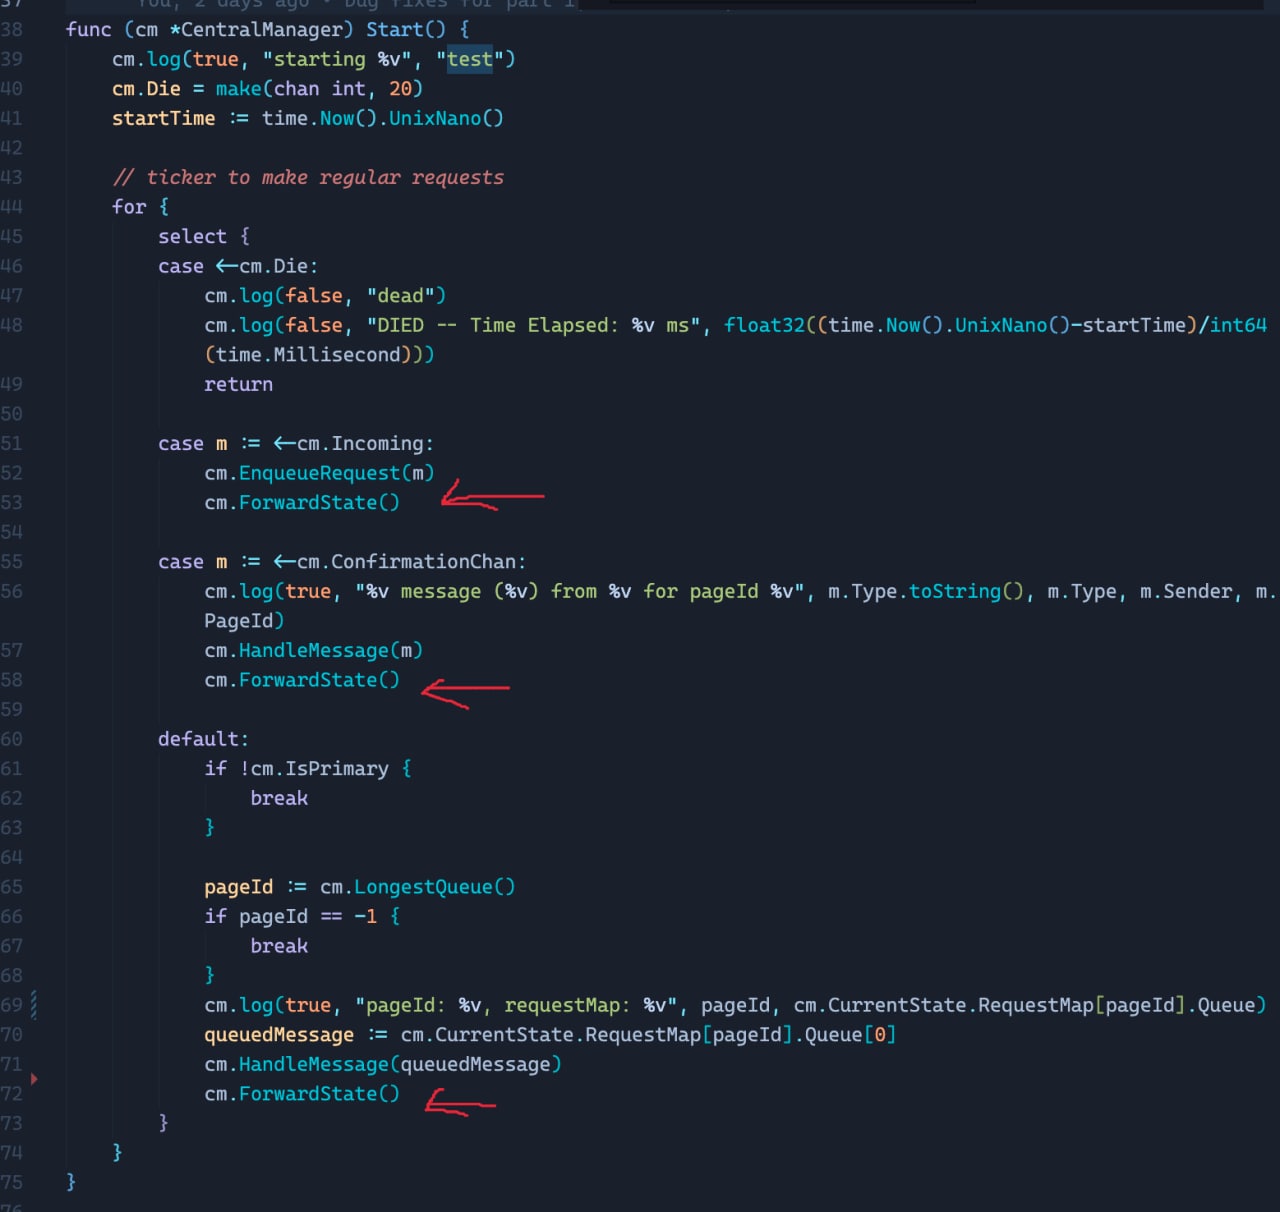 37 You, 2 days ago • Bug fixes for part 1
38 func (cm *CentralManager) Start() {
39 cm.log(true, "starting %v", "test")
40 cm.Die = make(chan int, 20)
41 startTime := time.Now().UnixNano()
42
43 // ticker to make regular requests
44 for {
45 select {
46 case <-cm.Die:
47 cm.log(false, "dead")
48 cm.log(false, "DIED -- Time Elapsed: %v ms", float32((time.Now().UnixNano()-startTime)/int64
(time.Millisecond)))
49 return
50
51 case m := <-cm.Incoming:
52 cm.EnqueueRequest(m)
53 cm.ForwardState()
54
55 case m := <-cm.ConfirmationChan:
56 cm.log(true, "%v message (%v) from %v for pageId %v", m.Type.toString(), m.Type, m.Sender, m.
PageId)
57 cm.HandleMessage(m)
58 cm.ForwardState()
59
60 default:
61 if !cm.IsPrimary {
62 break
63 }
64
65 pageId := cm.LongestQueue()
66 if pageId == -1 {
67 break
68 }
69 cm.log(true, "pageId: %v, requestMap: %v", pageId, cm.CurrentState.RequestMap[pageId].Queue)
70 queuedMessage := cm.CurrentState.RequestMap[pageId].Queue[0]
71 cm.HandleMessage(queuedMessage)
72 cm.ForwardState()
73 }
74 }
75 }
76